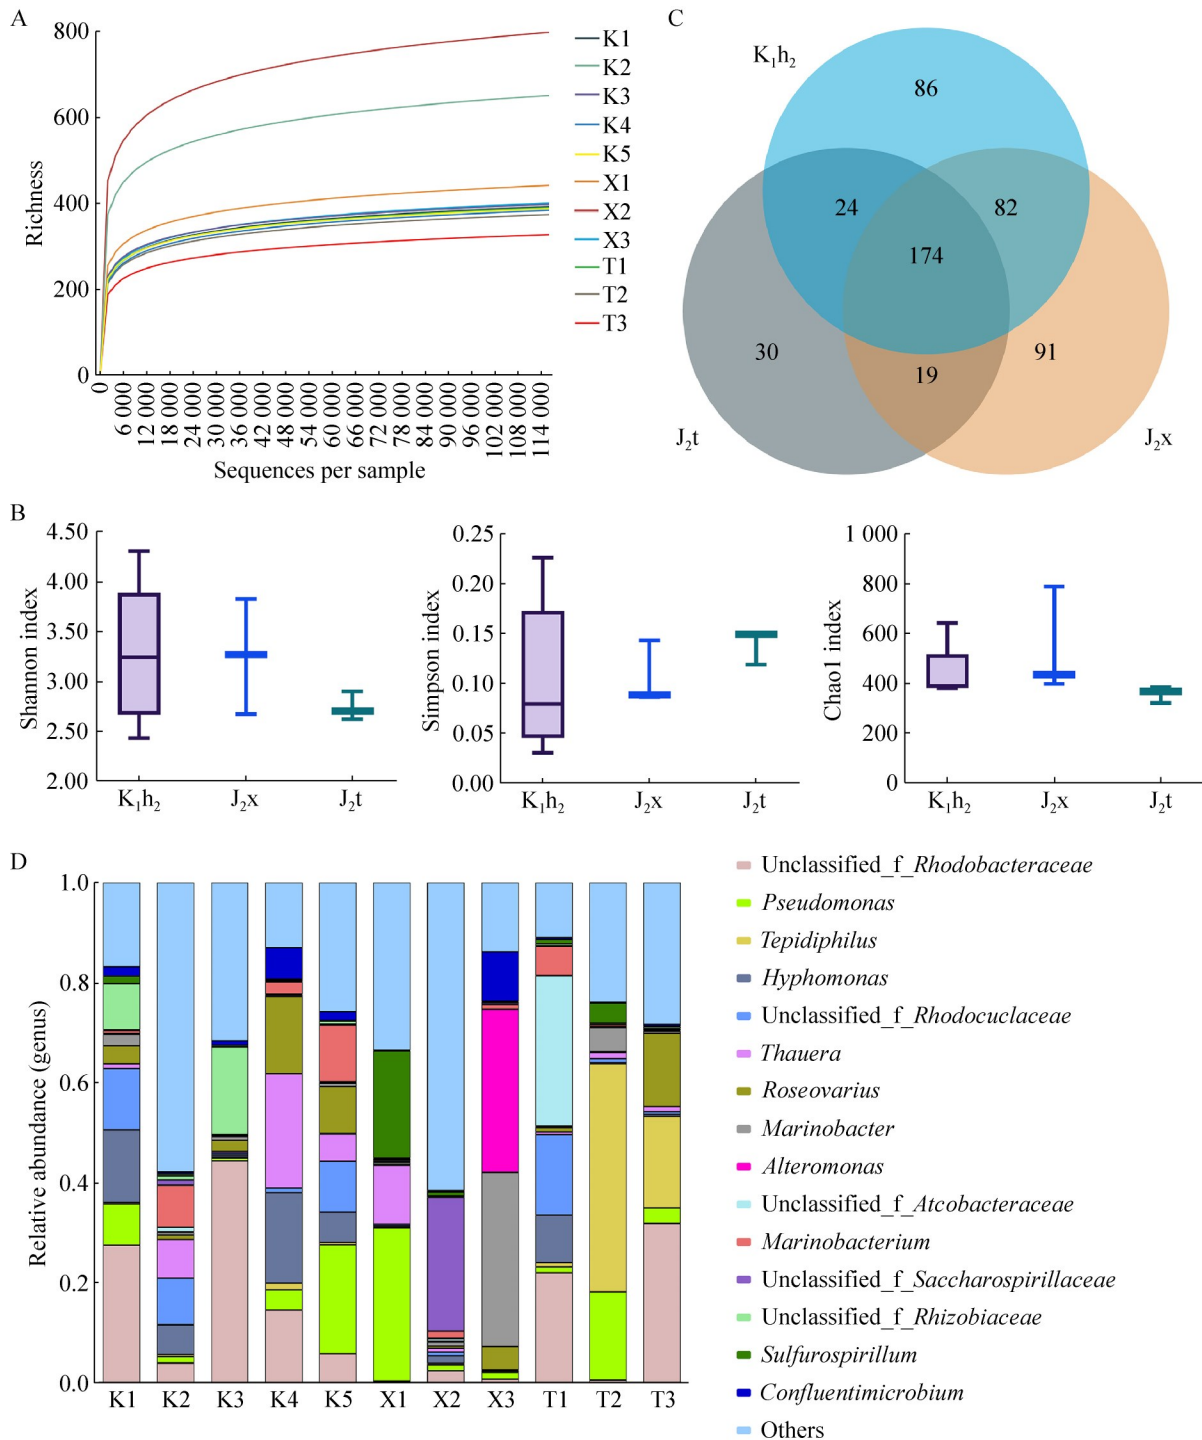 A
800
600
400
200
0
Richness
0
6 000
12 000
18 000
24 000
30 000
36 000
42 000
48 000
54 000
60 000
66 000
72 000
78 000
84 000
90 000
96 000
102 000
108 000
114 000
Sequences per sample
K1
K2
K3
K4
K5
X1
X2
X3
T1
T2
T3
C
K₁h₂
86
24
82
174
30
19
91
J₂t
J₂x
B
4.50
4.00
3.50
3.00
2.50
2.00
Shannon index
K₁h₂
J₂x
J₂t
0.25
0.20
0.15
0.10
0.05
0.00
Simpson index
K₁h₂
J₂x
J₂t
1 000
800
600
400
200
0
Chao1 index
K₁h₂
J₂x
J₂t
D
1.0
0.8
0.6
0.4
0.2
0.0
Relative abundance (genus)
K1 K2 K3 K4 K5 X1 X2 X3 T1 T2 T3
Unclassified_f_Rhodobacteraceae
Pseudomonas
Tepidiphilus
Hyphomonas
Unclassified_f_Rhodocuclaceae
Thauera
Roseovarius
Marinobacter
Alteromonas
Unclassified_f_Atcobacteraceae
Marinobacterium
Unclassified_f_Saccharospirillaceae
Unclassified_f_Rhizobiaceae
Sulfurospirillum
Confluentimicrobium
Others